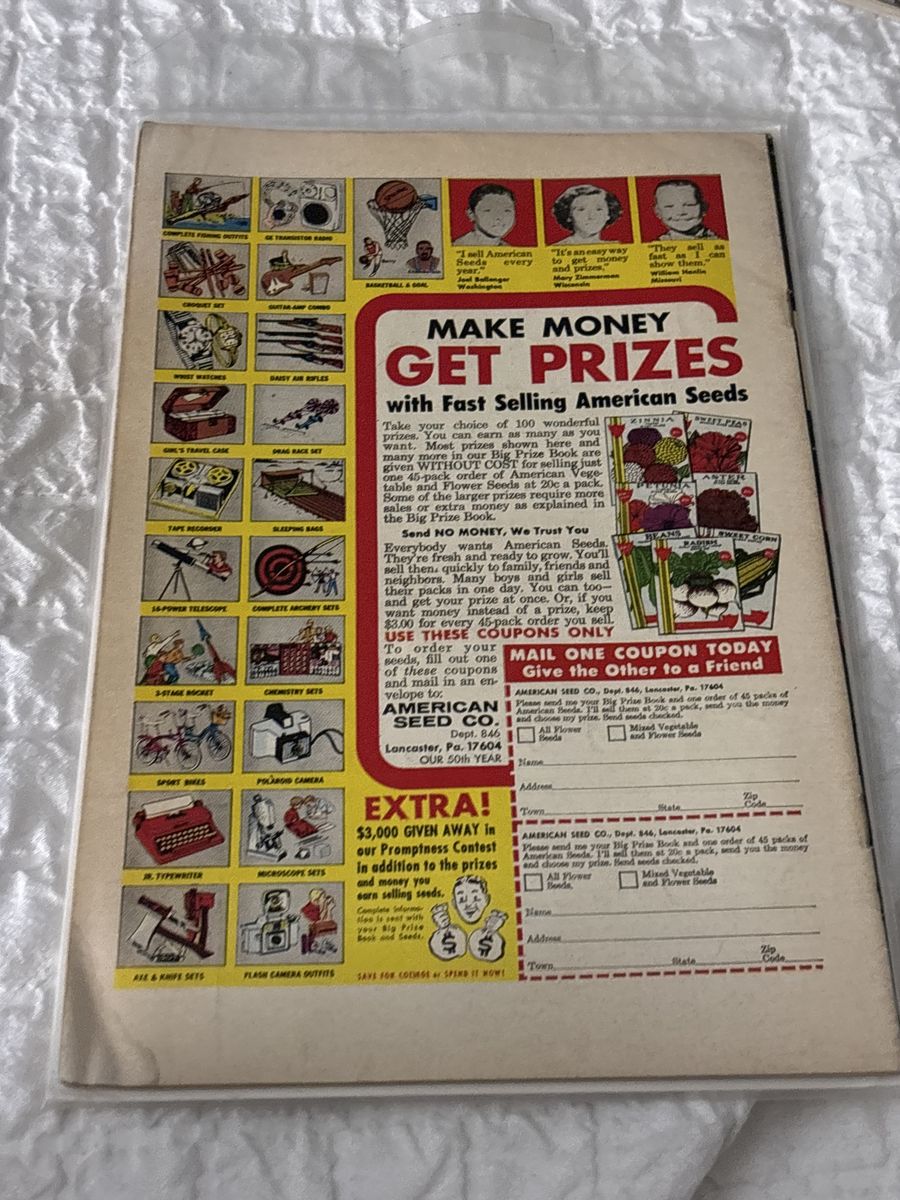 COMPLETE FISHING OUTFITS
GE TRANSISTOR RADIO
CROQUET SET
GUITAR-AMP COMBO
WRIST WATCHES
DAISY AIR RIFLES
GIRL'S TRAVEL CASE
DRAG RACE SET
TAPE RECORDER
SLEEPING BAGS
16-POWER TELESCOPE
COMPLETE ARCHERY SETS
3-STAGE ROCKET
CHEMISTRY SETS
SPORT BIKES
POLAROID CAMERA
JR. TYPEWRITER
MICROSCOPE SETS
AXE & KNIFE SETS
FLASH CAMERA OUTFITS
BASKETBALL & GOAL
"I sell American
Seeds every
year."
Joel Ballenger
Washington
"It's an easy way
to get money
and prizes,"
Mary Zimmerman
Wisconsin
"They sell as
fast as I can
show them."
William Hanlin
Missouri
MAKE MONEY
GET PRIZES
with Fast Selling American Seeds
Take your choice of 100 wonderful
prizes. You can earn as many as you
want. Most prizes shown here and
many more in our Big Prize Book are
given WITHOUT COST for selling just
one 45-pack order of American Vege-
table and Flower Seeds at 20c a pack.
Some of the larger prizes require more
sales or extra money as explained in
the Big Prize Book.
Send NO MONEY, We Trust You
Everybody wants American Seeds.
They're fresh and ready to grow. You'll
sell them quickly to family, friends and
neighbors. Many boys and girls sell
their packs in one day. You can too—
and get your prize at once. Or, if you
want money instead of a prize, keep
$3.00 for every 45-pack order you sell.
USE THESE COUPONS ONLY
To order your
seeds, fill out one
of these coupons
and mail in an en-
velope to:
AMERICAN
SEED CO.
Dept. 846
Lancaster, Pa. 17604
OUR 50th YEAR
ZINNIA
SWEET PEAS
PETUNIA
ASTER
BEANS
RADISH
SWEET CORN
MAIL ONE COUPON TODAY
Give the Other to a Friend
AMERICAN SEED CO., Dept. 846, Lancaster, Pa. 17604
Please send me your Big Prize Book and one order of 45 packs of
American Seeds. I'll sell them at 20c a pack, send you the money
and choose my prize. Send seeds checked.
All Flower
Seeds
Mixed Vegetable
and Flower Seeds
Name
Address
Town State Zip Code
AMERICAN SEED CO., Dept. 846, Lancaster, Pa. 17604
Please send me your Big Prize Book and one order of 45 packs of
American Seeds. I'll sell them at 20c a pack, send you the money
and choose my prize. Send seeds checked.
All Flower
Seeds,
Mixed Vegetable
and Flower Seeds
Name
Address
Town State Zip Code
EXTRA!
$3,000 GIVEN AWAY in
our Promptness Contest
in addition to the prizes
and money you
earn selling seeds.
Complete informa-
tion is sent with
your Big Prize
Book and Seeds.
$ $
SAVE FOR COLLEGE or SPEND IT NOW!